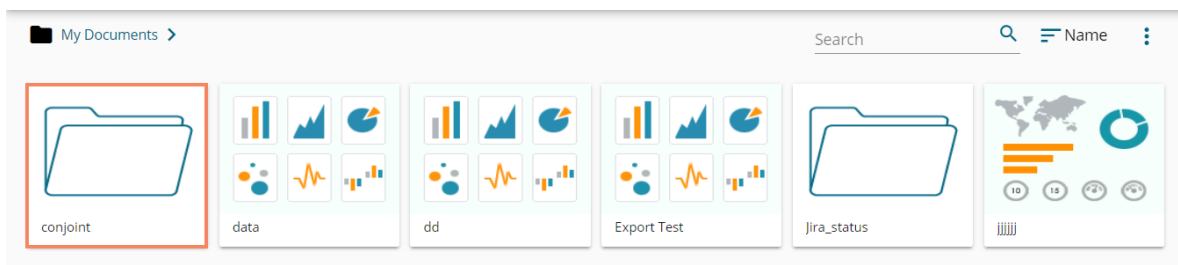 My Documents
Search
Name
10
15
conjoint
data
dd
Export Test
Jira_status
jjjjjj